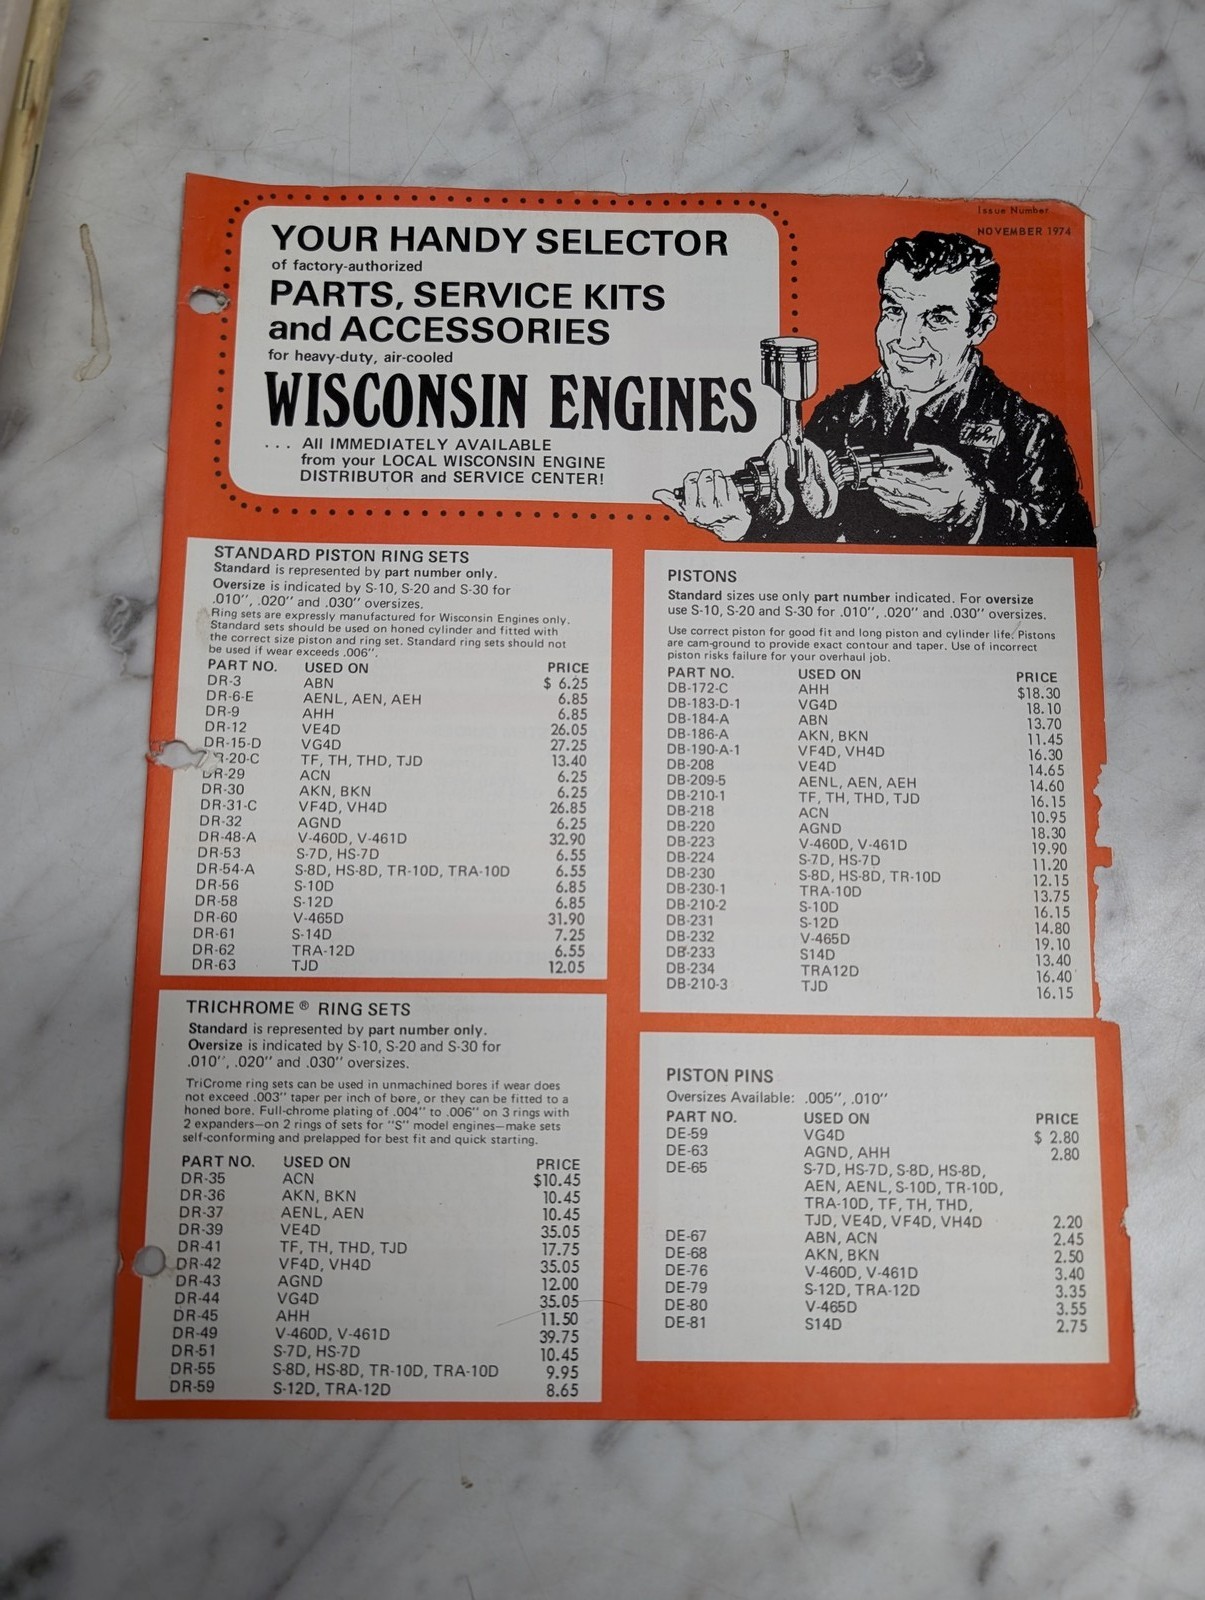 Issue Number
NOVEMBER 1974
YOUR HANDY SELECTOR
of factory-authorized
PARTS, SERVICE KITS
and ACCESSORIES
for heavy-duty, air-cooled
WISCONSIN ENGINES
... All IMMEDIATELY AVAILABLE
from your LOCAL WISCONSIN ENGINE
DISTRIBUTOR and SERVICE CENTER!
STANDARD PISTON RING SETS
Standard is represented by part number only.
Oversize is indicated by S-10, S-20 and S-30 for
.010", .020" and .030" oversizes.
Ring sets are expressly manufactured for Wisconsin Engines only.
Standard sets should be used on honed cylinder and fitted with
the correct size piston and ring set. Standard ring sets should not
be used if wear exceeds .006".
PART NO. USED ON PRICE
DR-3 ABN $ 6.25
DR-6-E AENL, AEN, AEH 6.85
DR-9 AHH 6.85
DR-12 VE4D 26.05
DR-15-D VG4D 27.25
R-20-C TF, TH, THD, TJD 13.40
DR-29 ACN 6.25
DR-30 AKN, BKN 6.25
DR-31-C VF4D, VH4D 26.85
DR-32 AGND 6.25
DR-48-A V-460D, V-461D 32.90
DR-53 S-7D, HS-7D 6.55
DR-54-A S-8D, HS-8D, TR-10D, TRA-10D 6.55
DR-56 S-10D 6.85
DR-58 S-12D 6.85
DR-60 V-465D 31.90
DR-61 S-14D 7.25
DR-62 TRA-12D 6.55
DR-63 TJD 12.05
TRICHROME ® RING SETS
Standard is represented by part number only.
Oversize is indicated by S-10, S-20 and S-30 for
.010", .020" and .030" oversizes.
TriCrome ring sets can be used in unmachined bores if wear does
not exceed .003" taper per inch of bore, or they can be fitted to a
honed bore. Full-chrome plating of .004" to .006" on 3 rings with
2 expanders—on 2 rings of sets for "S" model engines—make sets
self-conforming and prelapped for best fit and quick starting.
PART NO. USED ON PRICE
DR-35 ACN $10.45
DR-36 AKN, BKN 10.45
DR-37 AENL, AEN 10.45
DR-39 VE4D 35.05
DR-41 TF, TH, THD, TJD 17.75
DR-42 VF4D, VH4D 35.05
DR-43 AGND 12.00
DR-44 VG4D 35.05
DR-45 AHH 11.50
DR-49 V-460D, V-461D 39.75
DR-51 S-7D, HS-7D 10.45
DR-55 S-8D, HS-8D, TR-10D, TRA-10D 9.95
DR-59 S-12D, TRA-12D 8.65
PISTONS
Standard sizes use only part number indicated. For oversize
use S-10, S-20 and S-30 for .010", .020" and .030" oversizes.
Use correct piston for good fit and long piston and cylinder life. Pistons
are cam-ground to provide exact contour and taper. Use of incorrect
piston risks failure for your overhaul job.
PART NO. USED ON PRICE
DB-172-C AHH $18.30
DB-183-D-1 VG4D 18.10
DB-184-A ABN 13.70
DB-186-A AKN, BKN 11.45
DB-190-A-1 VF4D, VH4D 16.30
DB-208 VE4D 14.65
DB-209-5 AENL, AEN, AEH 14.60
DB-210-1 TF, TH, THD, TJD 16.15
DB-218 ACN 10.95
DB-220 AGND 18.30
DB-223 V-460D, V-461D 19.90
DB-224 S-7D, HS-7D 11.20
DB-230 S-8D, HS-8D, TR-10D 12.15
DB-230-1 TRA-10D 13.75
DB-210-2 S-10D 16.15
DB-231 S-12D 14.80
DB-232 V-465D 19.10
DB-233 S14D 13.40
DB-234 TRA12D 16.40
DB-210-3 TJD 16.15
PISTON PINS
Oversizes Available: .005", .010"
PART NO. USED ON PRICE
DE-59 VG4D $ 2.80
DE-63 AGND, AHH 2.80
DE-65 S-7D, HS-7D, S-8D, HS-8D,
AEN, AENL, S-10D, TR-10D,
TRA-10D, TF, TH, THD,
TJD, VE4D, VF4D, VH4D 2.20
DE-67 ABN, ACN 2.45
DE-68 AKN, BKN 2.50
DE-76 V-460D, V-461D 3.40
DE-79 S-12D, TRA-12D 3.35
DE-80 V-465D 3.55
DE-81 S14D 2.75